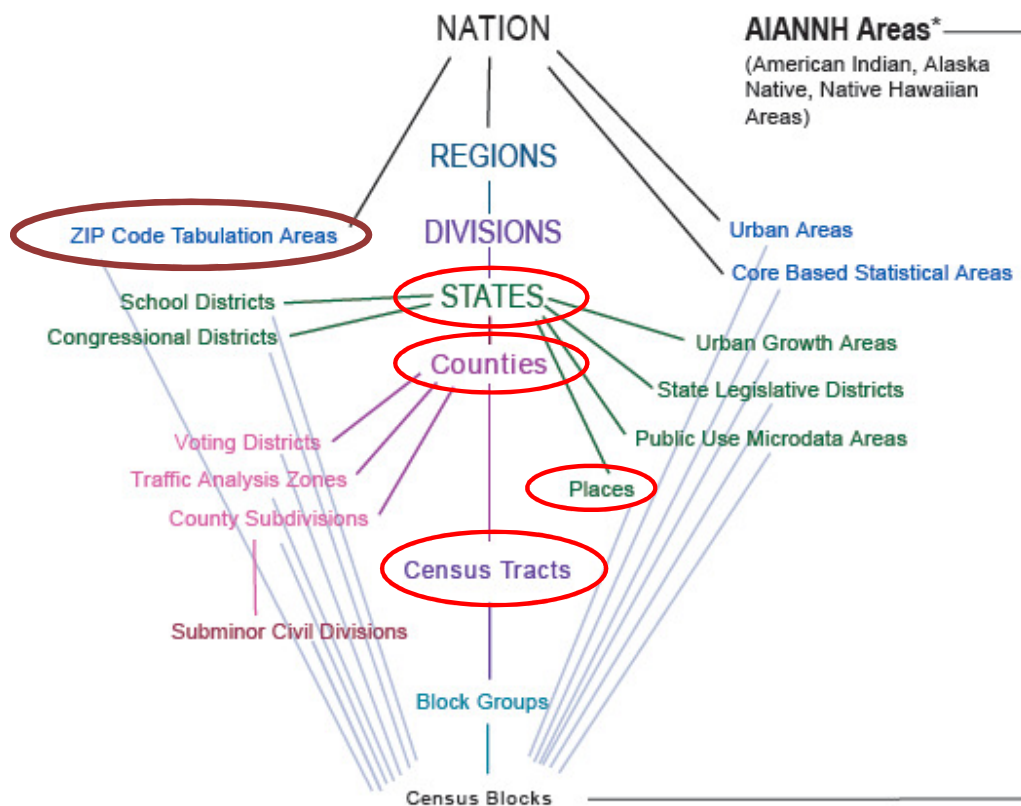 NATION
AIANNH Areas*
(American Indian, Alaska
Native, Native Hawaiian
Areas)
REGIONS
ZIP Code Tabulation Areas
DIVISIONS
Urban Areas
Core Based Statistical Areas
School Districts
STATES
Congressional Districts
Urban Growth Areas
Counties
State Legislative Districts
Voting Districts
Public Use Microdata Areas
Traffic Analysis Zones
Places
County Subdivisions
Census Tracts
Subminor Civil Divisions
Block Groups
Census Blocks